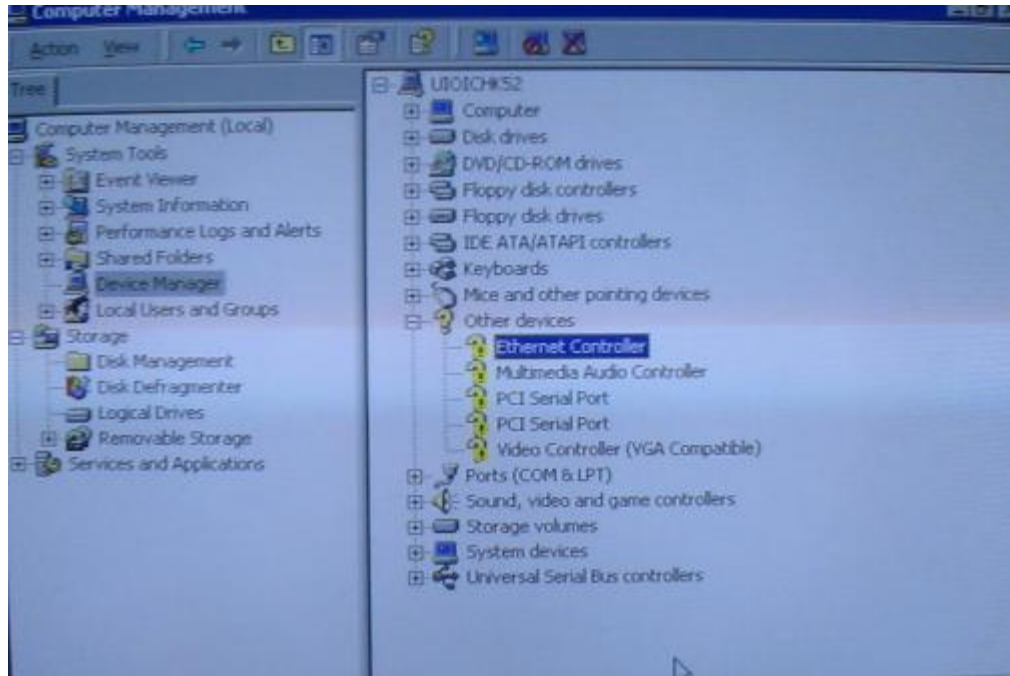 Computer Management
Action View
Tree
Computer Management (Local)
System Tools
Event Viewer
System Information
Performance Logs and Alerts
Shared Folders
Device Manager
Local Users and Groups
Storage
Disk Management
Disk Defragmenter
Logical Drives
Removable Storage
Services and Applications
UIOICHK52
Computer
Disk drives
DVD/CD-ROM drives
Floppy disk controllers
Floppy disk drives
IDE ATA/ATAPI controllers
Keyboards
Mice and other pointing devices
Other devices
Ethernet Controller
Multimedia Audio Controller
PCI Serial Port
PCI Serial Port
Video Controller (VGA Compatible)
Ports (COM & LPT)
Sound, video and game controllers
Storage volumes
System devices
Universal Serial Bus controllers